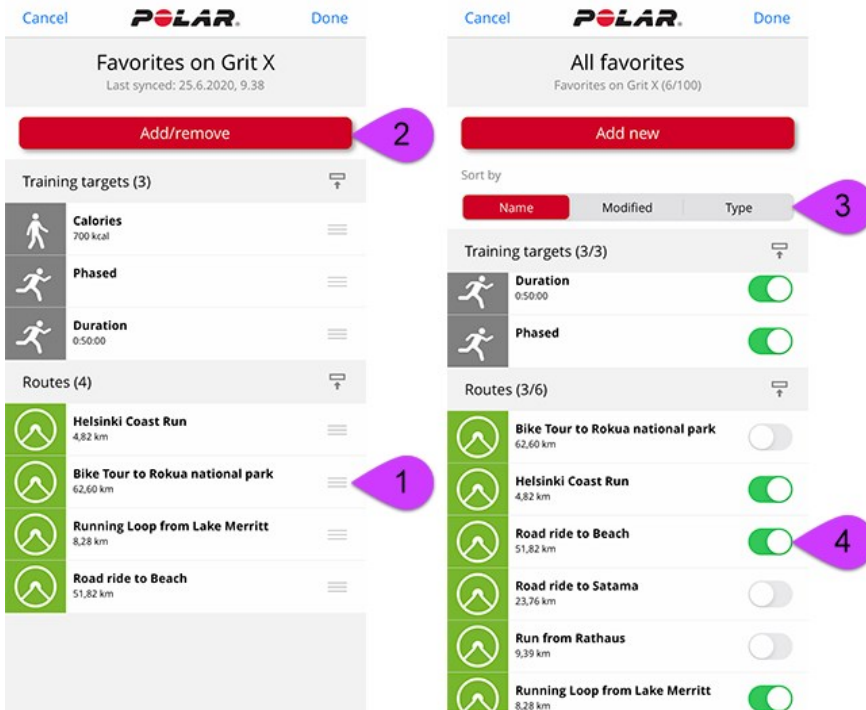 Cancel
POLAR.
Done
Favorites on Grit X
Last synced: 25.6.2020, 9.38
Add/remove
2
Training targets (3)
Calories
700 kcal
Phased
Duration
0:50:00
Routes (4)
Helsinki Coast Run
4,82 km
Bike Tour to Rokua national park
62,60 km
1
Running Loop from Lake Merritt
8,28 km
Road ride to Beach
51,82 km
Cancel
POLAR.
Done
All favorites
Favorites on Grit X (6/100)
Add new
Sort by
Name Modified Type
3
Training targets (3/3)
Duration
0:50:00
Phased
Routes (3/6)
Bike Tour to Rokua national park
62,60 km
Helsinki Coast Run
4,82 km
Road ride to Beach
51,82 km
4
Road ride to Satama
23,76 km
Run from Rathaus
9,39 km
Running Loop from Lake Merritt
8,28 km